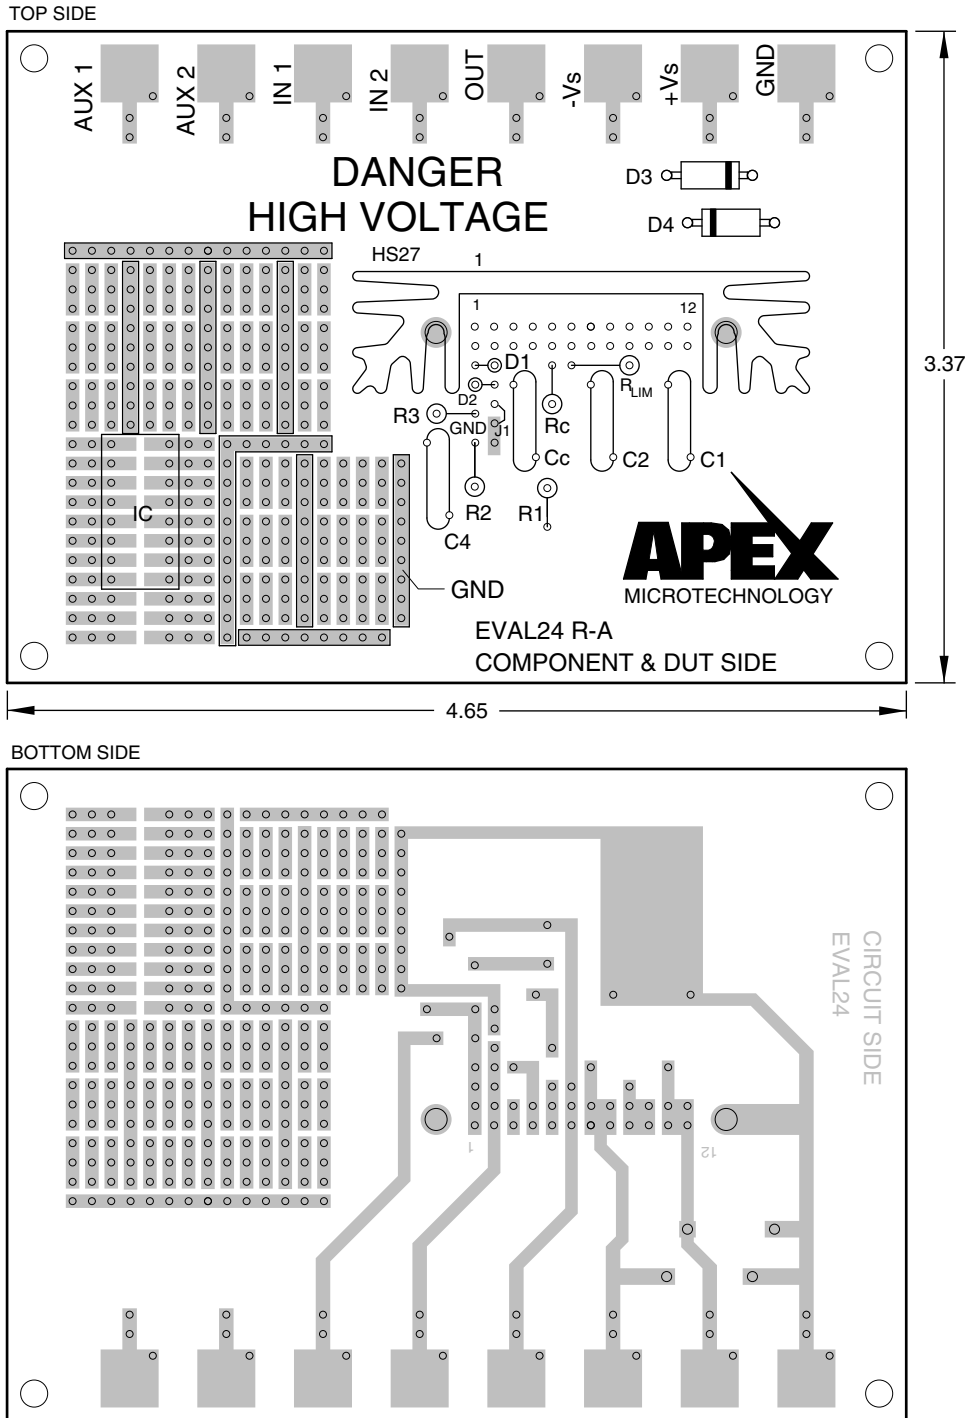 TOP SIDE
AUX 1
AUX 2
IN 1
IN 2
OUT
-Vs
+Vs
GND
DANGER
HIGH VOLTAGE
D3
D4
HS27
1
1
12
3.37
D1
RLIM
D2
R3
GND
J1
Rc
Cc
C2
C1
IC
R2
R1
C4
APEX
MICROTECHNOLOGY
GND
EVAL24 R-A
COMPONENT & DUT SIDE
4.65
BOTTOM SIDE
CIRCUIT SIDE
EVAL24
1
12